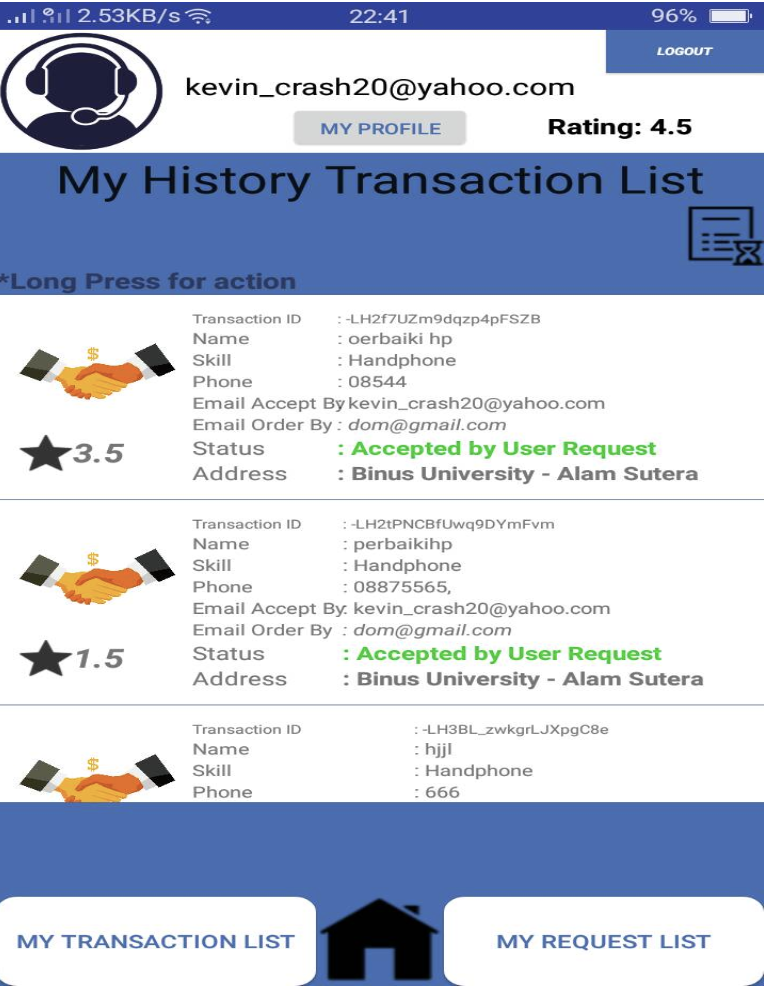 2.53KB/s 22:41 96%
LOGOUT
kevin_crash20@yahoo.com
MY PROFILE Rating: 4.5
My History Transaction List
*Long Press for action
Transaction ID : -LH2f7UZm9dqzp4pFSZB
Name : oerbaiki hp
Skill : Handphone
Phone : 08544
Email Accept By kevin_crash20@yahoo.com
Email Order By : dom@gmail.com
3.5 Status : Accepted by User Request
Address : Binus University - Alam Sutera
Transaction ID : -LH2tPNCBfUwq9DYmFvm
Name : perbaikihp
Skill : Handphone
Phone : 08875565,
Email Accept By: kevin_crash20@yahoo.com
Email Order By : dom@gmail.com
1.5 Status : Accepted by User Request
Address : Binus University - Alam Sutera
Transaction ID : -LH3BL_zwkgrLJXpgC8e
Name : hjjl
Skill : Handphone
Phone : 666
MY TRANSACTION LIST MY REQUEST LIST